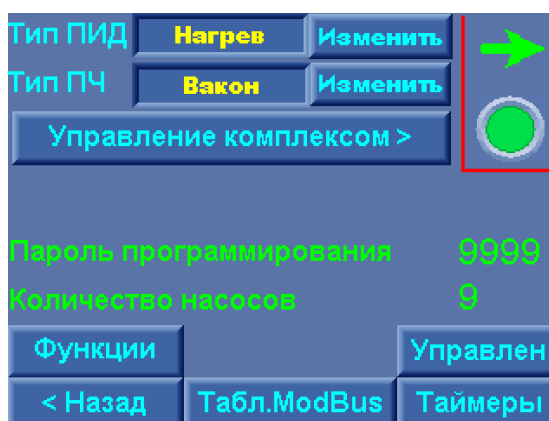 Тип ПИД Нагрев Изменить
Тип ПЧ Вакон Изменить
Управление комплексом >
Пароль программирования 9999
Количество насосов 9
Функции Управлен
< Назад Табл.ModBus Таймеры